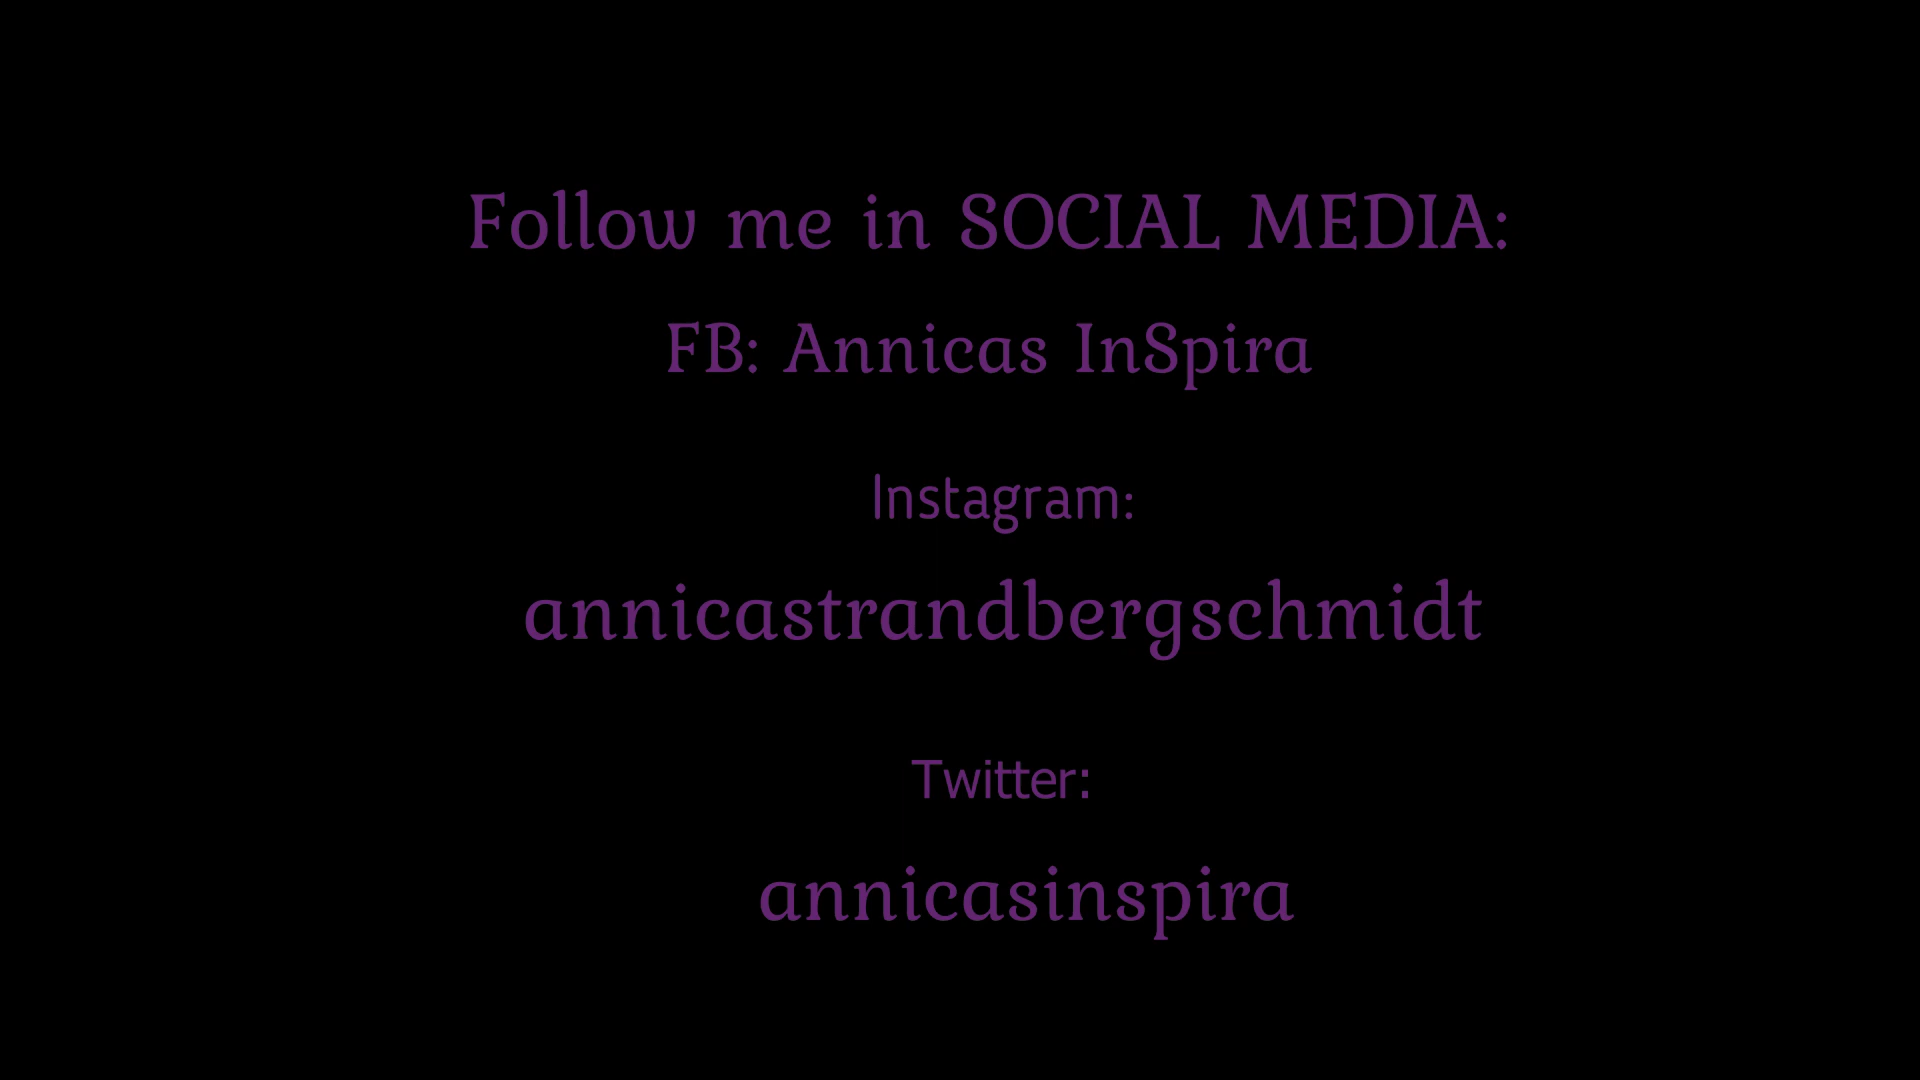 Follow me in SOCIAL MEDIA:
FB: Annicas InSpira
Instagram:
annicastrandbergschmidt
Twitter:
annicasinspira